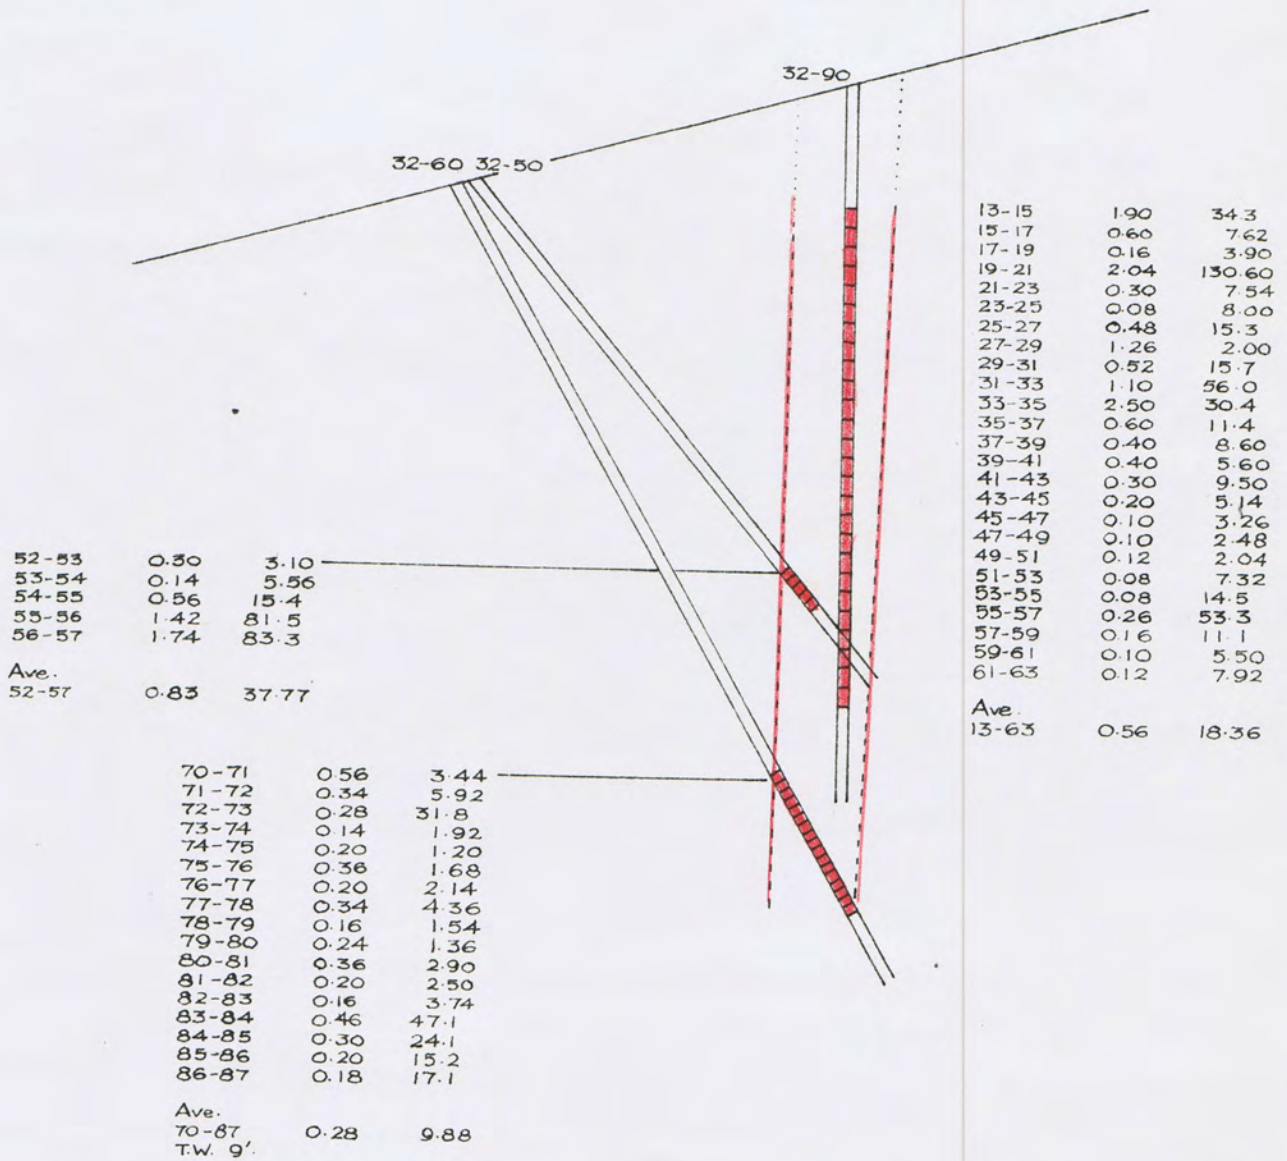 32-90
32-60 32-50
13-15 1.90 34.3
15-17 0.60 7.62
17-19 0.16 3.90
19-21 2.04 130.60
21-23 0.30 7.54
23-25 0.08 8.00
25-27 0.48 15.3
27-29 1.26 2.00
29-31 0.52 15.7
31-33 1.10 56.0
33-35 2.50 30.4
35-37 0.60 11.4
37-39 0.40 8.60
39-41 0.40 5.60
41-43 0.30 9.50
43-45 0.20 5.14
45-47 0.10 3.26
47-49 0.10 2.48
49-51 0.12 2.04
51-53 0.08 7.32
53-55 0.08 14.5
55-57 0.26 53.3
57-59 0.16 11.1
59-61 0.10 5.50
61-63 0.12 7.92
Ave.
13-63 0.56 18.36
52-53 0.30 3.10
53-54 0.14 5.56
54-55 0.56 15.4
55-56 1.42 81.5
56-57 1.74 83.3
Ave.
52-57 0.83 37.77
70-71 0.56 3.44
71-72 0.34 5.92
72-73 0.28 31.8
73-74 0.14 1.92
74-75 0.20 1.20
75-76 0.36 1.68
76-77 0.20 2.14
77-78 0.34 4.36
78-79 0.16 1.54
79-80 0.24 1.36
80-81 0.36 2.90
81-82 0.20 2.50
82-83 0.16 3.74
83-84 0.46 47.1
84-85 0.30 24.1
85-86 0.20 15.2
86-87 0.18 17.1
Ave.
70-87 0.28 9.88
T.W. 9'.